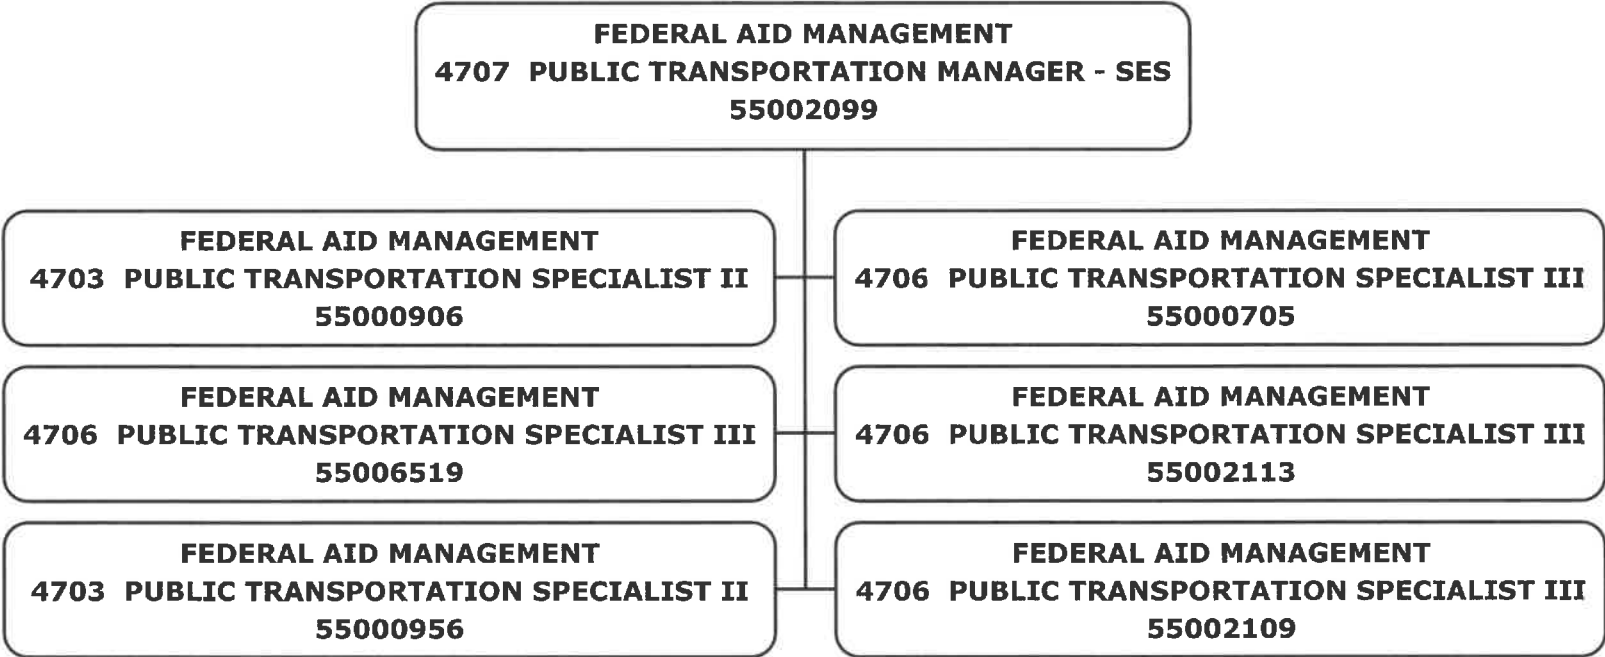 FEDERAL AID MANAGEMENT
4707 PUBLIC TRANSPORTATION MANAGER - SES
55002099
FEDERAL AID MANAGEMENT
4703 PUBLIC TRANSPORTATION SPECIALIST II
55000906
FEDERAL AID MANAGEMENT
4706 PUBLIC TRANSPORTATION SPECIALIST III
55000705
FEDERAL AID MANAGEMENT
4706 PUBLIC TRANSPORTATION SPECIALIST III
55006519
FEDERAL AID MANAGEMENT
4706 PUBLIC TRANSPORTATION SPECIALIST III
55002113
FEDERAL AID MANAGEMENT
4703 PUBLIC TRANSPORTATION SPECIALIST II
55000956
FEDERAL AID MANAGEMENT
4706 PUBLIC TRANSPORTATION SPECIALIST III
55002109